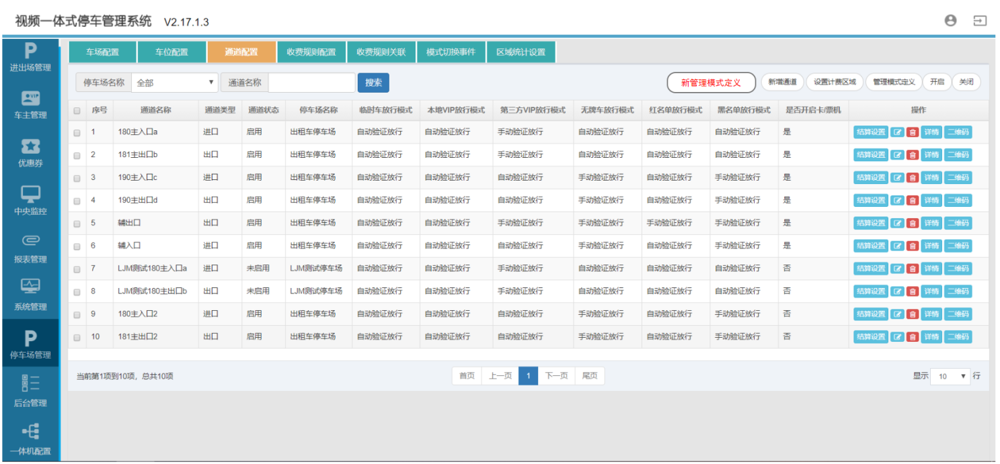 视频一体式停车管理系统 V2.17.1.3
进出场管理
车主管理
优惠券
中央监控
报表管理
系统管理
停车场管理
后台管理
一体机配置
车场配置 车位配置 通道配置 收费规则配置 收费规则关联 模式切换事件 区域统计设置
停车场名称 全部 通道名称 搜索 新管理模式定义 新增通道 设置计费区域 管理模式定义 开启 关闭
序号 通道名称 通道类型 通道状态 停车场名称 临时车放行模式 本地VIP放行模式 第三方VIP放行模式 无牌车放行模式 红名单放行模式 黑名单放行模式 是否开启卡/票机 操作
1 180主入口a 进口 启用 出租车停车场 自动验证放行 自动验证放行 手动验证放行 自动验证放行 自动验证放行 自动验证放行 是 结算设置 详情 二维码
2 181主出口b 出口 启用 出租车停车场 自动验证放行 自动验证放行 手动验证放行 自动验证放行 自动验证放行 自动验证放行 是 结算设置 详情 二维码
3 190主入口c 进口 启用 出租车停车场 自动验证放行 自动验证放行 自动验证放行 手动验证放行 自动验证放行 手动验证放行 是 结算设置 详情 二维码
4 190主出口d 出口 启用 出租车停车场 自动验证放行 自动验证放行 自动验证放行 手动验证放行 自动验证放行 手动验证放行 是 结算设置 详情 二维码
5 辅出口 出口 启用 出租车停车场 自动验证放行 自动验证放行 手动验证放行 手动验证放行 手动验证放行 手动验证放行 是 结算设置 详情 二维码
6 辅入口 进口 启用 出租车停车场 自动验证放行 自动验证放行 自动验证放行 手动验证放行 自动验证放行 手动验证放行 是 结算设置 详情 二维码
7 LJM测试180主入口a 进口 未启用 LJM测试停车场 自动验证放行 自动验证放行 手动验证放行 自动验证放行 自动验证放行 自动验证放行 否 结算设置 详情 二维码
8 LJM测试180主出口b 出口 未启用 LJM测试停车场 自动验证放行 自动验证放行 手动验证放行 自动验证放行 自动验证放行 自动验证放行 否 结算设置 详情 二维码
9 180主入口2 进口 启用 出租车停车场 自动验证放行 自动验证放行 自动验证放行 手动验证放行 自动验证放行 手动验证放行 否 结算设置 详情 二维码
10 181主出口2 出口 启用 出租车停车场 自动验证放行 自动验证放行 自动验证放行 手动验证放行 自动验证放行 手动验证放行 否 结算设置 详情 二维码
当前第1项到10项，总共10项 首页 上一页 1 下一页 尾页 显示 10 行